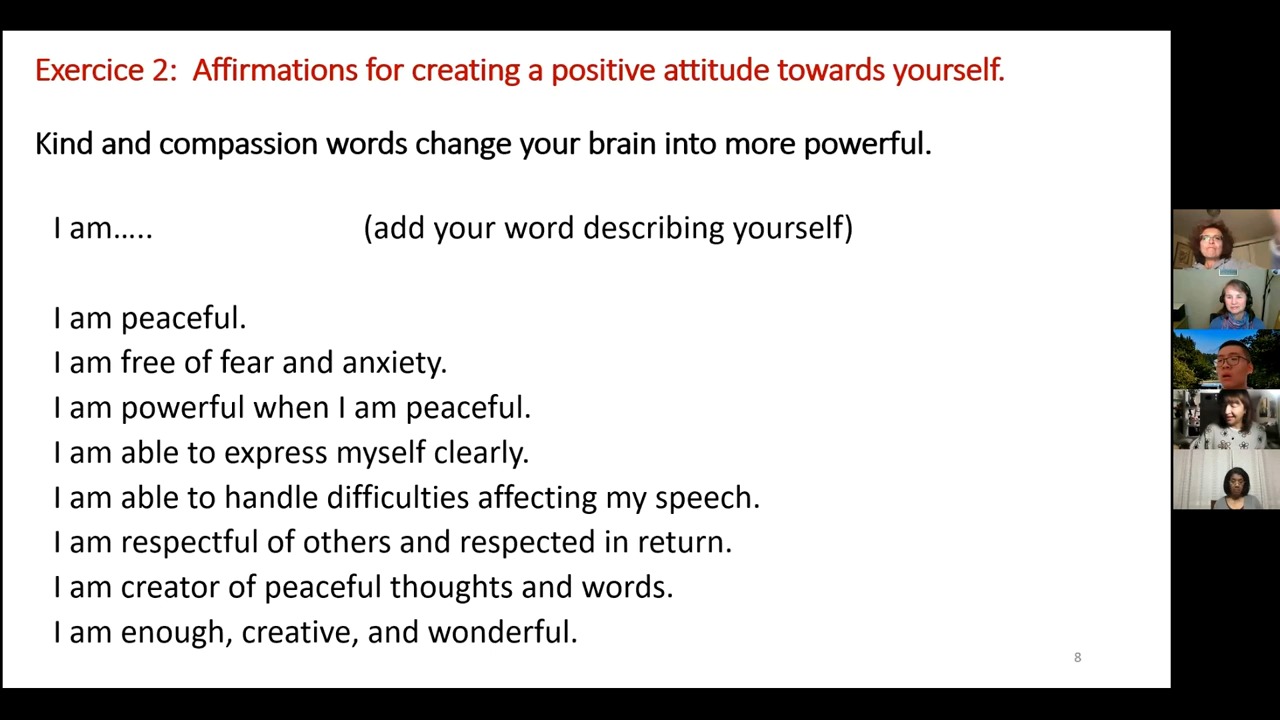 Exercice 2: Affirmations for creating a positive attitude towards yourself.
Kind and compassion words change your brain into more powerful.
I am….. (add your word describing yourself)
I am peaceful.
I am free of fear and anxiety.
I am powerful when I am peaceful.
I am able to express myself clearly.
I am able to handle difficulties affecting my speech.
I am respectful of others and respected in return.
I am creator of peaceful thoughts and words.
I am enough, creative, and wonderful.
8